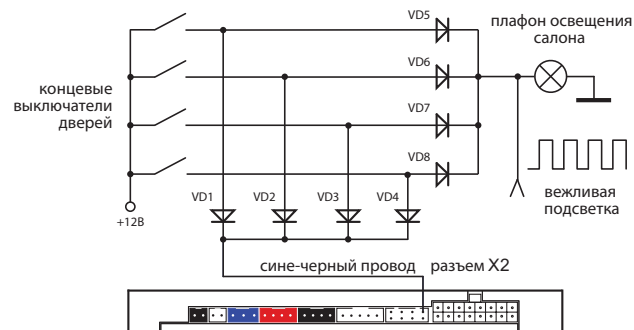 VD5
плафон освещения
салона
VD6
концевые
выключатели
дверей
VD7
VD8
вежливая
подсветка
+12В
VD1
VD2
VD3
VD4
сине-черный провод
разъем X2